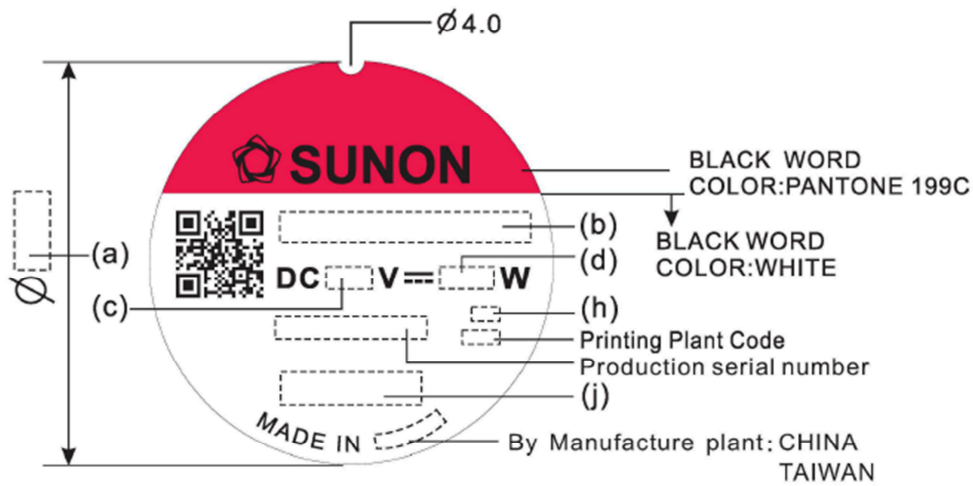 Ø4.0
SUNON
BLACK WORD
COLOR:PANTONE 199C
BLACK WORD
COLOR:WHITE
(a)
Ø
(b)
DC V W
(d)
(c)
(h)
Printing Plant Code
Production serial number
(j)
MADE IN
By Manufacture plant: CHINA
TAIWAN